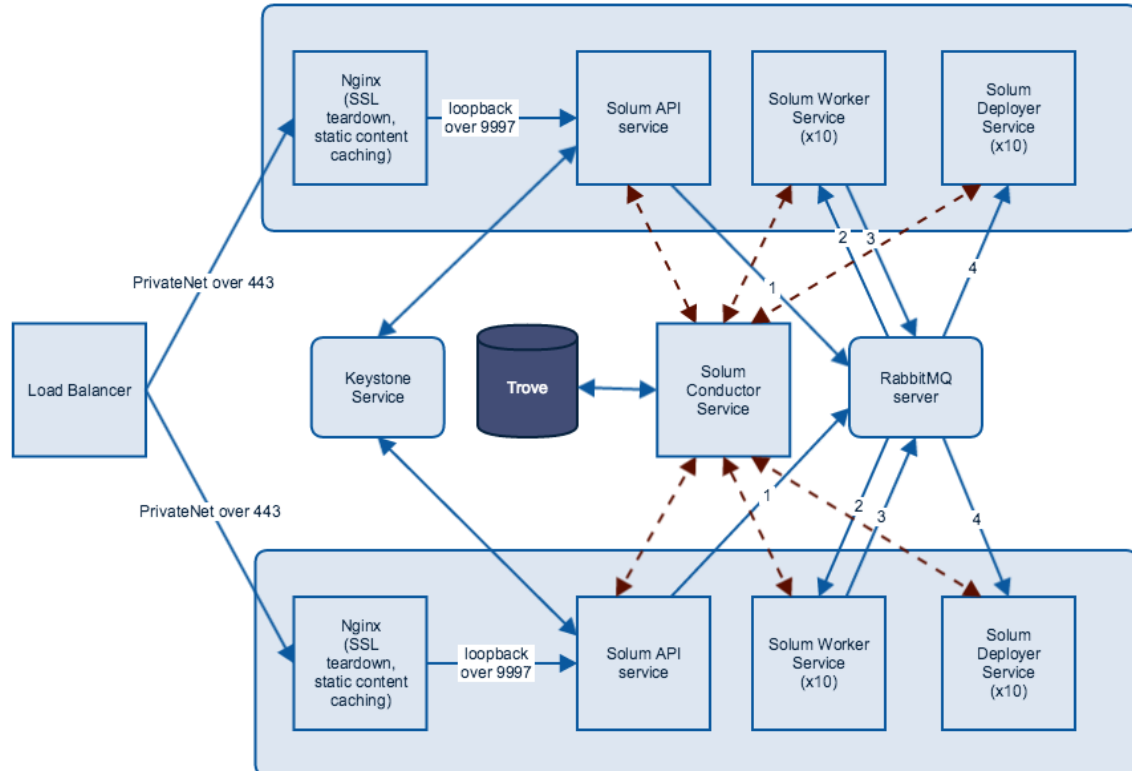 Nginx
(SSL
teardown,
static content
caching)
loopback
over 9997
Solum API
service
Solum Worker
Service
(x10)
Solum
Deployer
Service
(x10)
2
3
4
1
PrivateNet over 443
Load Balancer
Keystone
Service
Trove
Solum
Conductor
Service
RabbitMQ
server
PrivateNet over 443
1
2
3
4
Nginx
(SSL
teardown,
static content
caching)
loopback
over 9997
Solum API
service
Solum Worker
Service
(x10)
Solum
Deployer
Service
(x10)